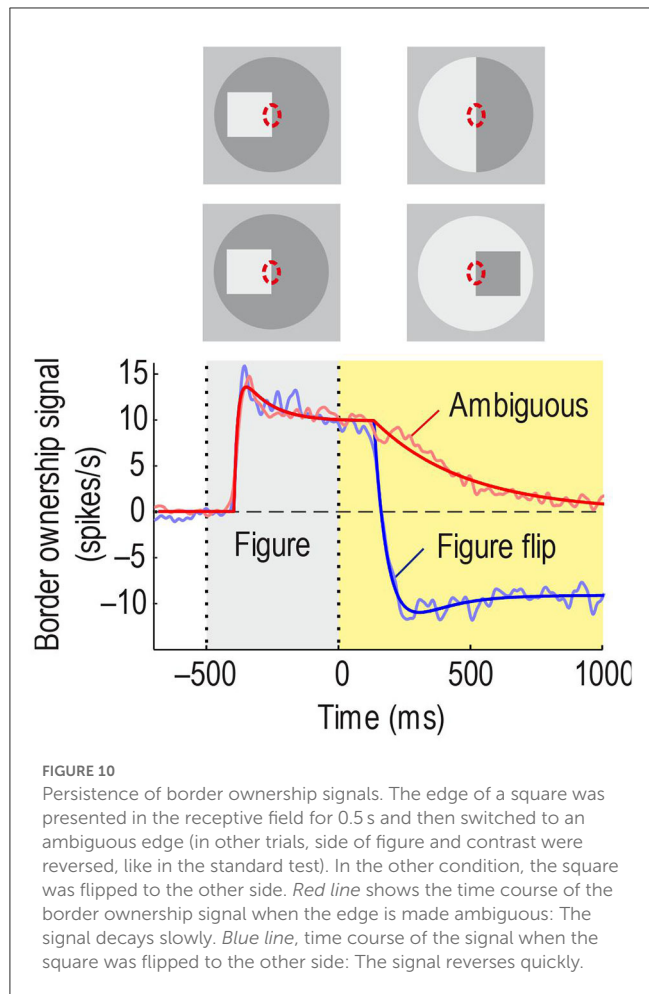 Border ownership signal
(spikes/s)
15
10
5
0
−5
−10
Ambiguous
Figure
Figure flip
−500
0
500
1000
Time (ms)
FIGURE 10
Persistence of border ownership signals. The edge of a square was
presented in the receptive field for 0.5 s and then switched to an
ambiguous edge (in other trials, side of figure and contrast were
reversed, like in the standard test). In the other condition, the square
was flipped to the other side. Red line shows the time course of the
border ownership signal when the edge is made ambiguous: The
signal decays slowly. Blue line, time course of the signal when the
square was flipped to the other side: The signal reverses quickly.